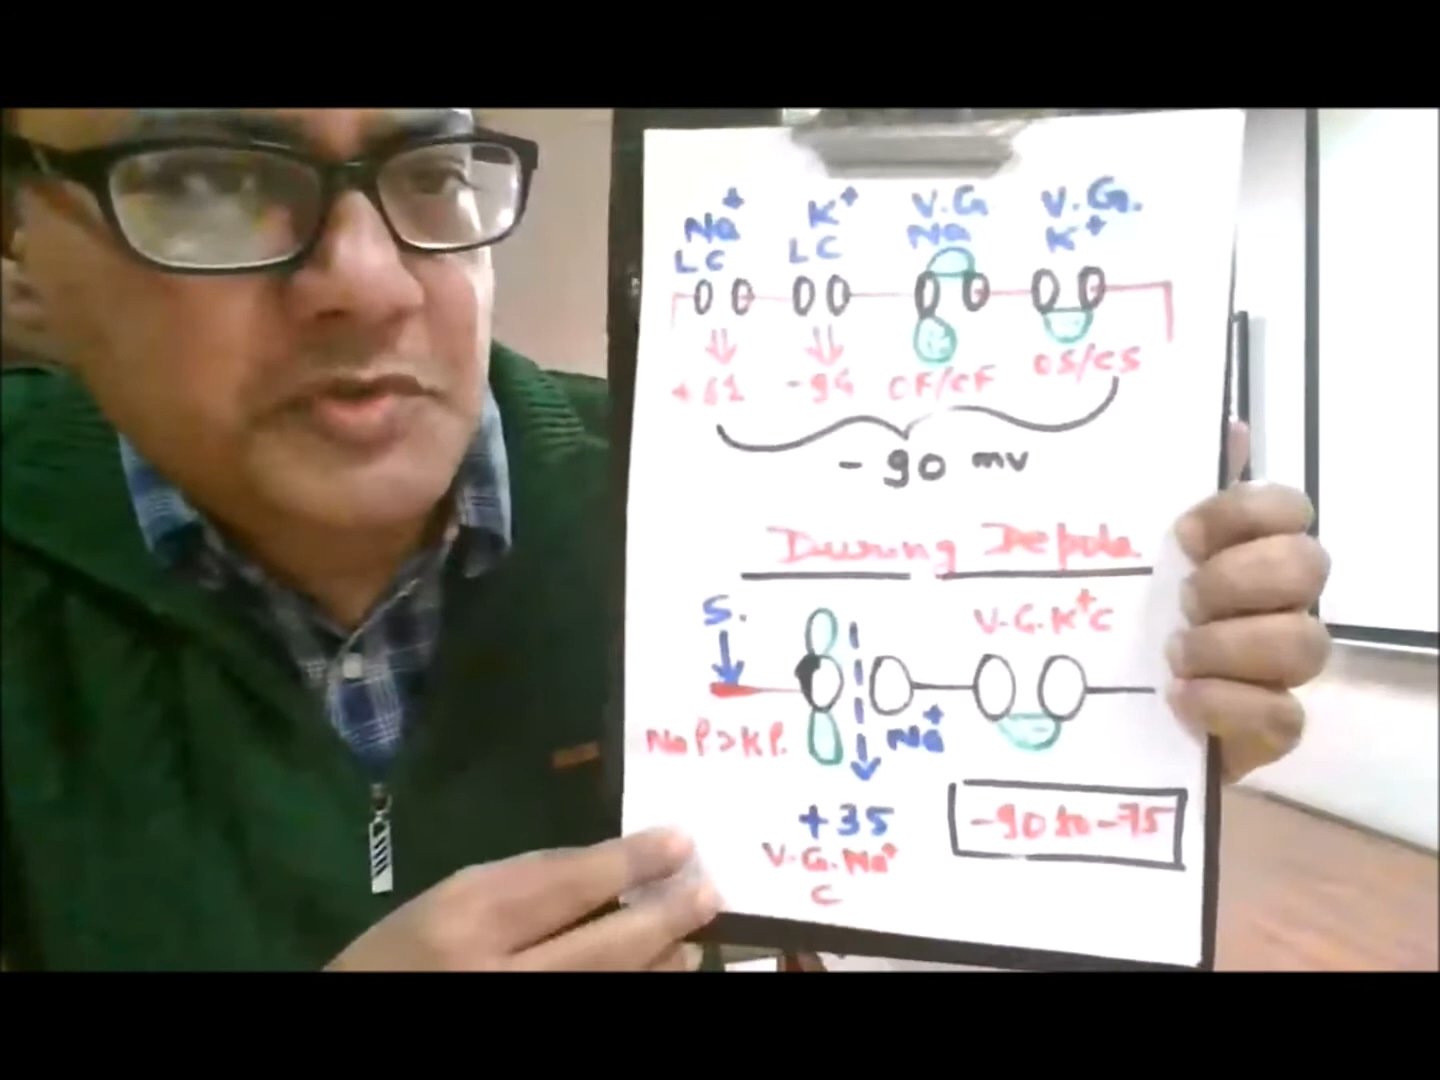 Na+ K+ V.G. V.G.
LC LC Na K+
+61 -94 OF/CF OS/CS
-90 mv
During Depola
S. V.G.K+C
Na P.>K P. Na+
+35 -90 to -75
V.G.Na+
C